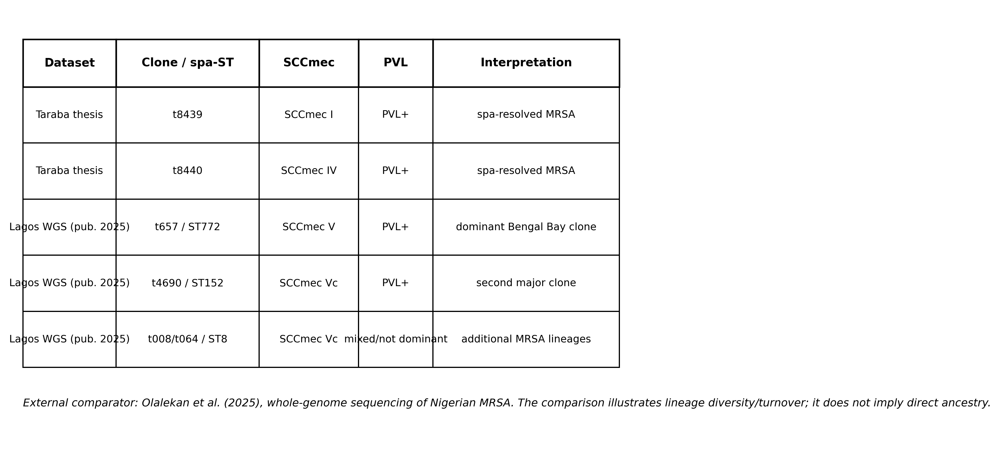 Dataset Clone / spa-ST SCCmec PVL Interpretation
Taraba thesis t8439 SCCmec I PVL+ spa-resolved MRSA
Taraba thesis t8440 SCCmec IV PVL+ spa-resolved MRSA
Lagos WGS (pub. 2025) t657 / ST772 SCCmec V PVL+ dominant Bengal Bay clone
Lagos WGS (pub. 2025) t4690 / ST152 SCCmec Vc PVL+ second major clone
Lagos WGS (pub. 2025) t008/t064 / ST8 SCCmec Vc mixed/not dominant additional MRSA lineages
External comparator: Olalekan et al. (2025), whole-genome sequencing of Nigerian MRSA. The comparison illustrates lineage diversity/turnover; it does not imply direct ancestry.